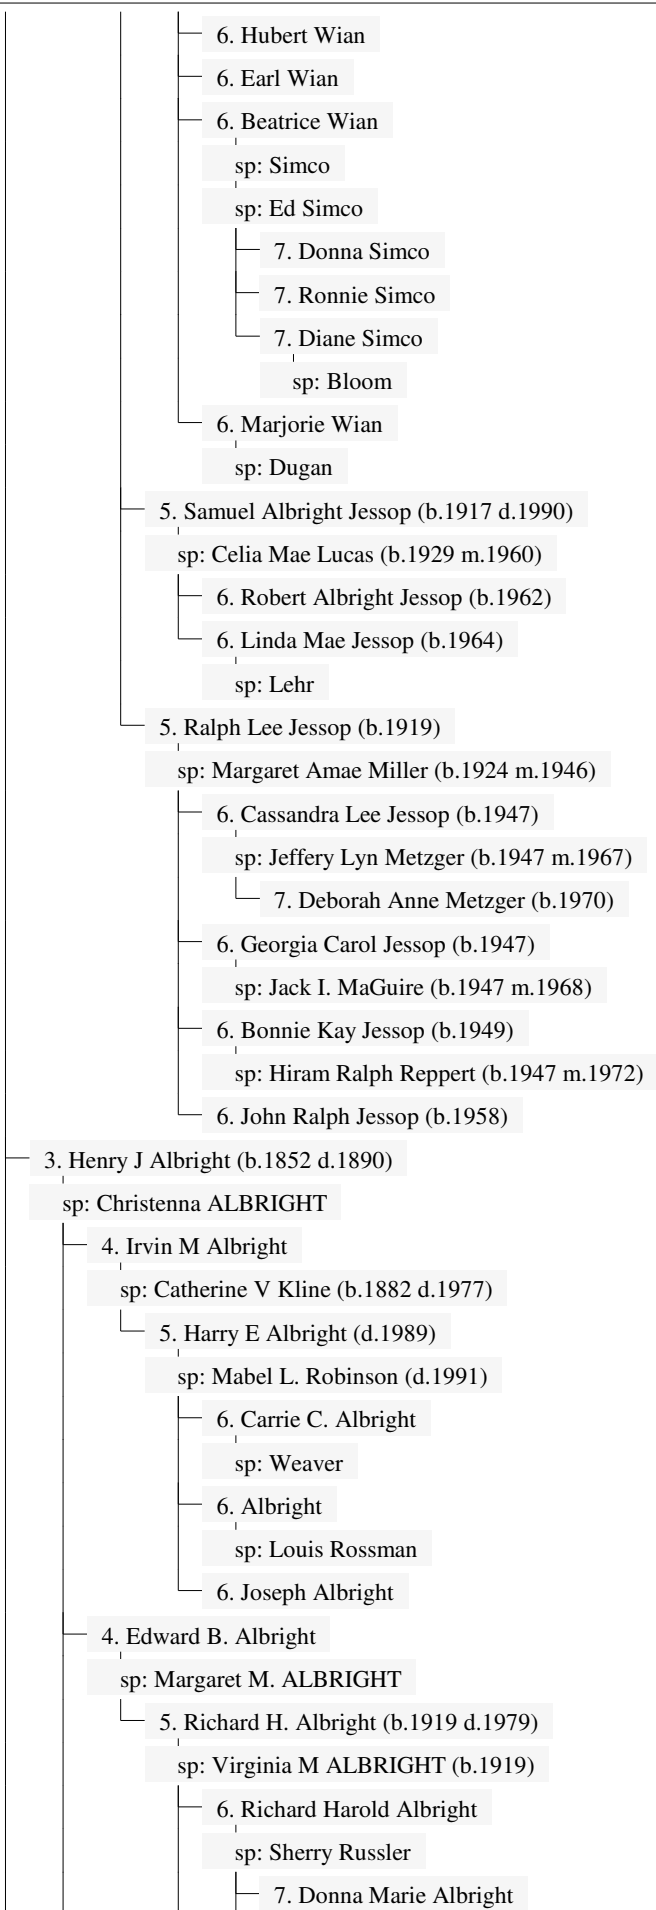 6. Hubert Wian
6. Earl Wian
6. Beatrice Wian
sp: Simco
sp: Ed Simco
7. Donna Simco
7. Ronnie Simco
7. Diane Simco
sp: Bloom
6. Marjorie Wian
sp: Dugan
5. Samuel Albright Jessop (b.1917 d.1990)
sp: Celia Mae Lucas (b.1929 m.1960)
6. Robert Albright Jessop (b.1962)
6. Linda Mae Jessop (b.1964)
sp: Lehr
5. Ralph Lee Jessop (b.1919)
sp: Margaret Amae Miller (b.1924 m.1946)
6. Cassandra Lee Jessop (b.1947)
sp: Jeffery Lyn Metzger (b.1947 m.1967)
7. Deborah Anne Metzger (b.1970)
6. Georgia Carol Jessop (b.1947)
sp: Jack I. MaGuire (b.1947 m.1968)
6. Bonnie Kay Jessop (b.1949)
sp: Hiram Ralph Reppert (b.1947 m.1972)
6. John Ralph Jessop (b.1958)
3. Henry J Albright (b.1852 d.1890)
sp: Christenna ALBRIGHT
4. Irvin M Albright
sp: Catherine V Kline (b.1882 d.1977)
5. Harry E Albright (d.1989)
sp: Mabel L. Robinson (d.1991)
6. Carrie C. Albright
sp: Weaver
6. Albright
sp: Louis Rossman
6. Joseph Albright
4. Edward B. Albright
sp: Margaret M. ALBRIGHT
5. Richard H. Albright (b.1919 d.1979)
sp: Virginia M ALBRIGHT (b.1919)
6. Richard Harold Albright
sp: Sherry Russler
7. Donna Marie Albright